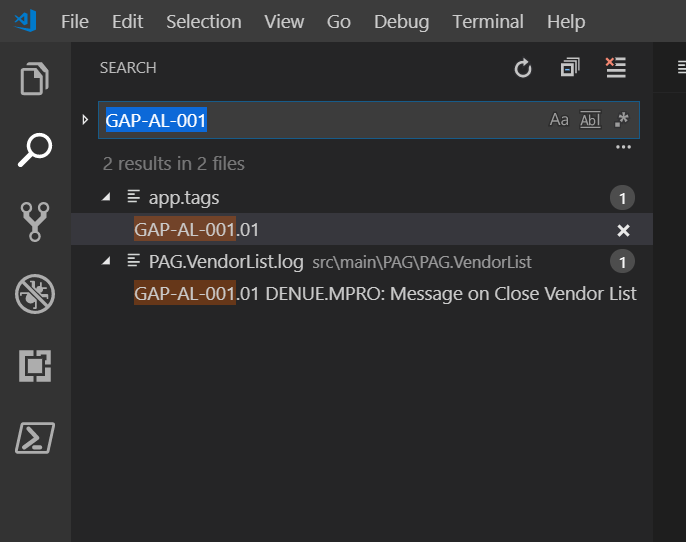 File Edit Selection View Go Debug Terminal Help
SEARCH
GAP-AL-001 Aa Abl .*
...
2 results in 2 files
app.tags 1
GAP-AL-001.01
PAG.VendorList.log src\main\PAG\PAG.VendorList 1
GAP-AL-001.01 DENUE.MPRO: Message on Close Vendor List